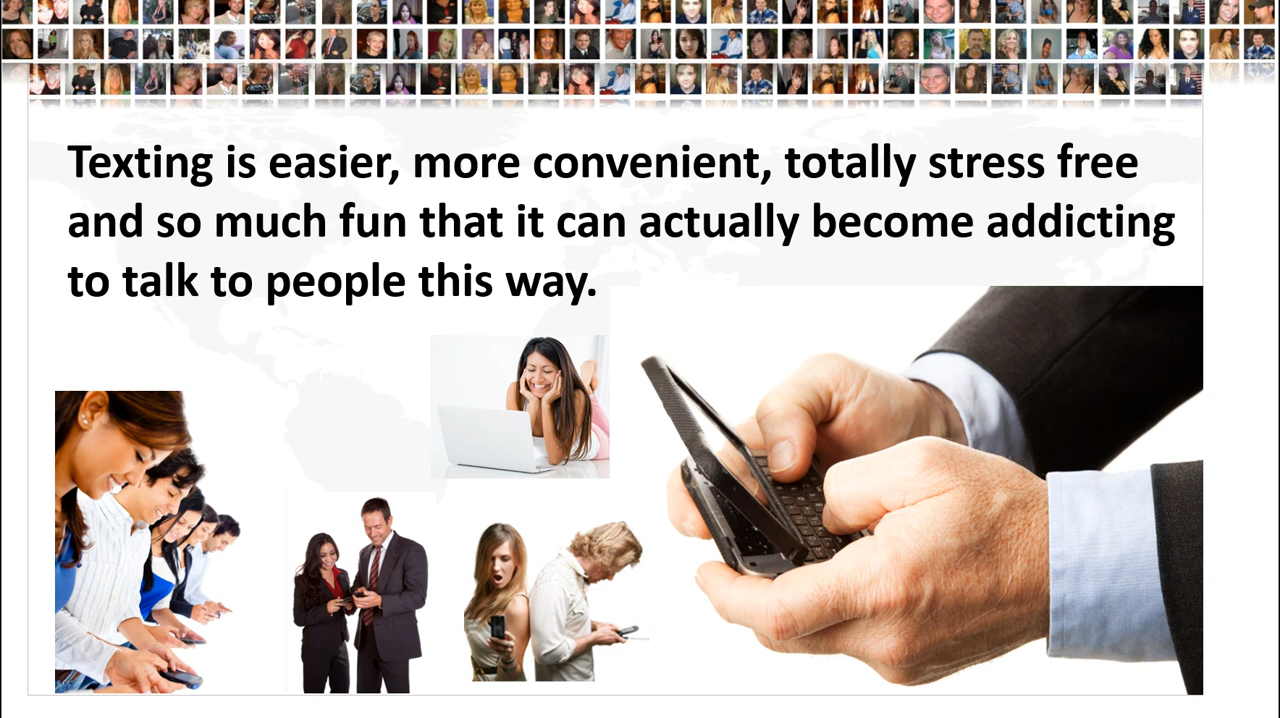 Texting is easier, more convenient, totally stress free
and so much fun that it can actually become addicting
to talk to people this way.